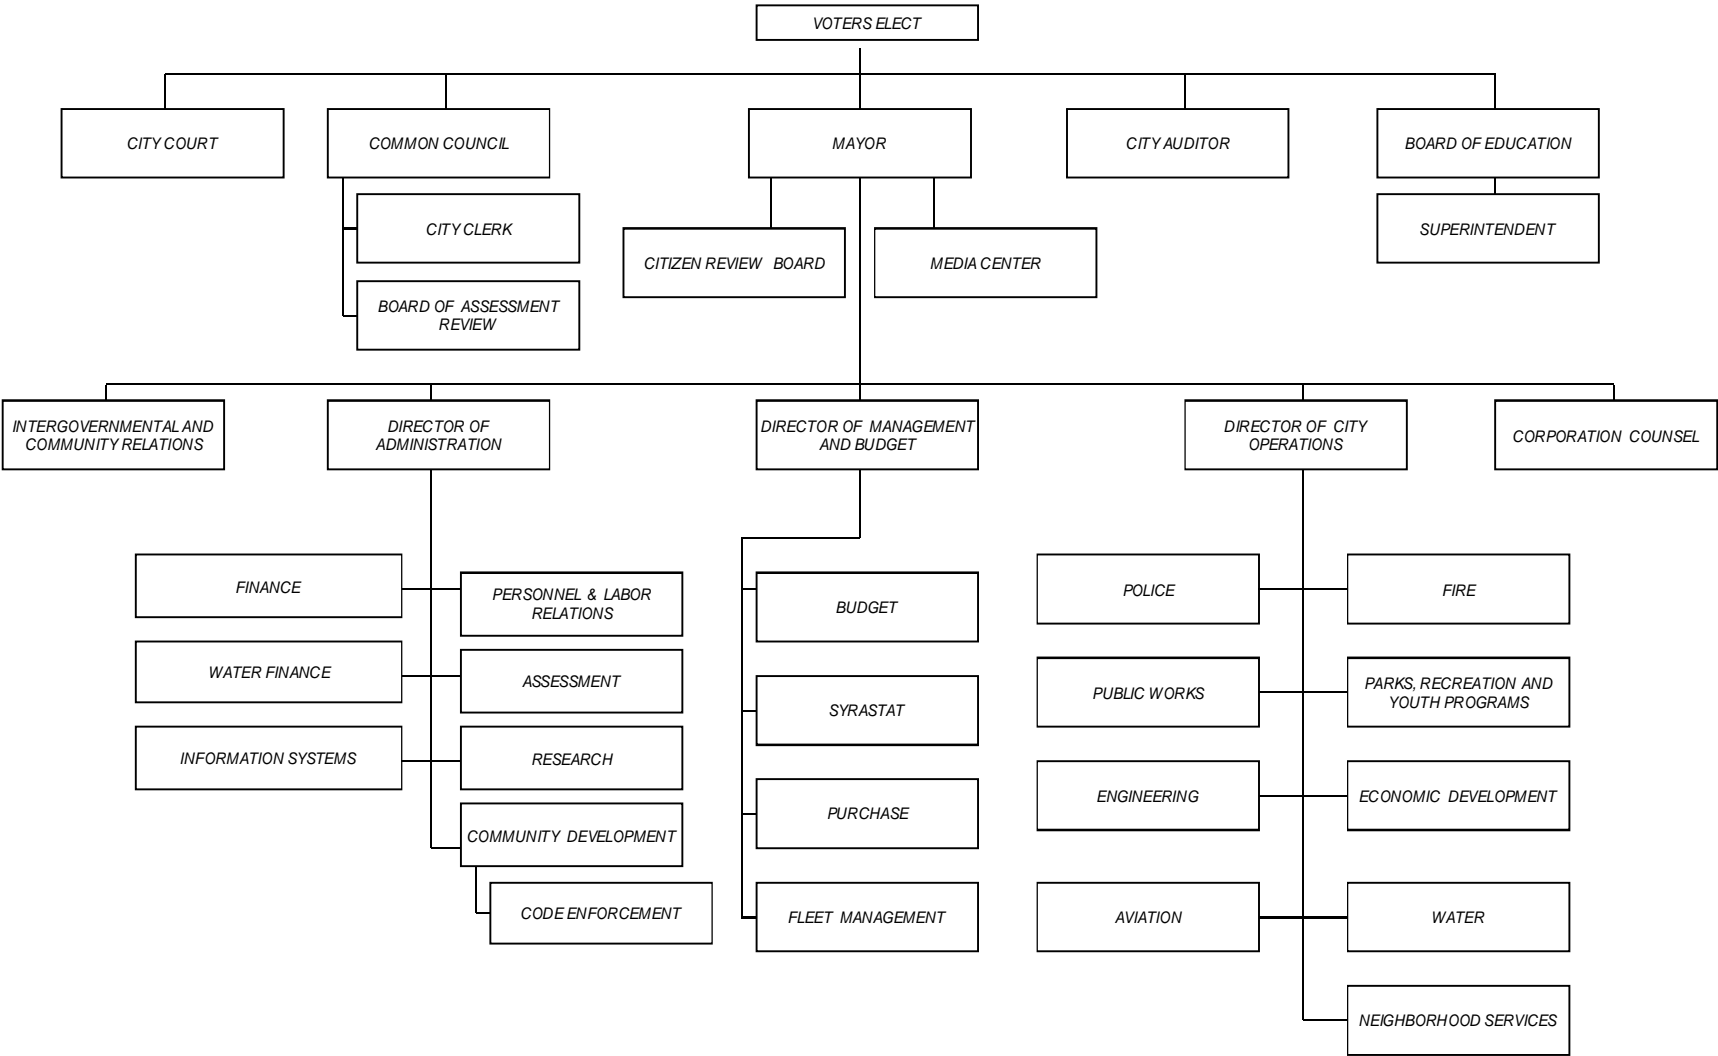 VOTERS ELECT
CITY COURT
COMMON COUNCIL
MAYOR
CITY AUDITOR
BOARD OF EDUCATION
CITY CLERK
SUPERINTENDENT
CITIZEN REVIEW BOARD
MEDIA CENTER
BOARD OF ASSESSMENT
REVIEW
INTERGOVERNMENTAL AND
COMMUNITY RELATIONS
DIRECTOR OF
ADMINISTRATION
DIRECTOR OF MANAGEMENT
AND BUDGET
DIRECTOR OF CITY
OPERATIONS
CORPORATION COUNSEL
FINANCE
PERSONNEL & LABOR
RELATIONS
WATER FINANCE
ASSESSMENT
INFORMATION SYSTEMS
RESEARCH
COMMUNITY DEVELOPMENT
CODE ENFORCEMENT
BUDGET
SYRASTAT
PURCHASE
FLEET MANAGEMENT
POLICE
FIRE
PUBLIC WORKS
PARKS, RECREATION AND
YOUTH PROGRAMS
ENGINEERING
ECONOMIC DEVELOPMENT
AVIATION
WATER
NEIGHBORHOOD SERVICES